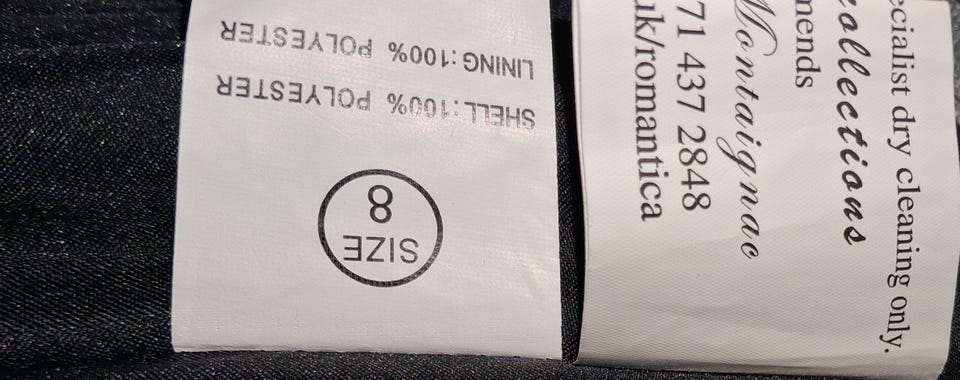 SIZE
8
SHELL:100% POLYESTER
LINING:100% POLYESTER
ecialist dry cleaning only.
collections
mends
Montaignac
71 437 2848
uk/romantica